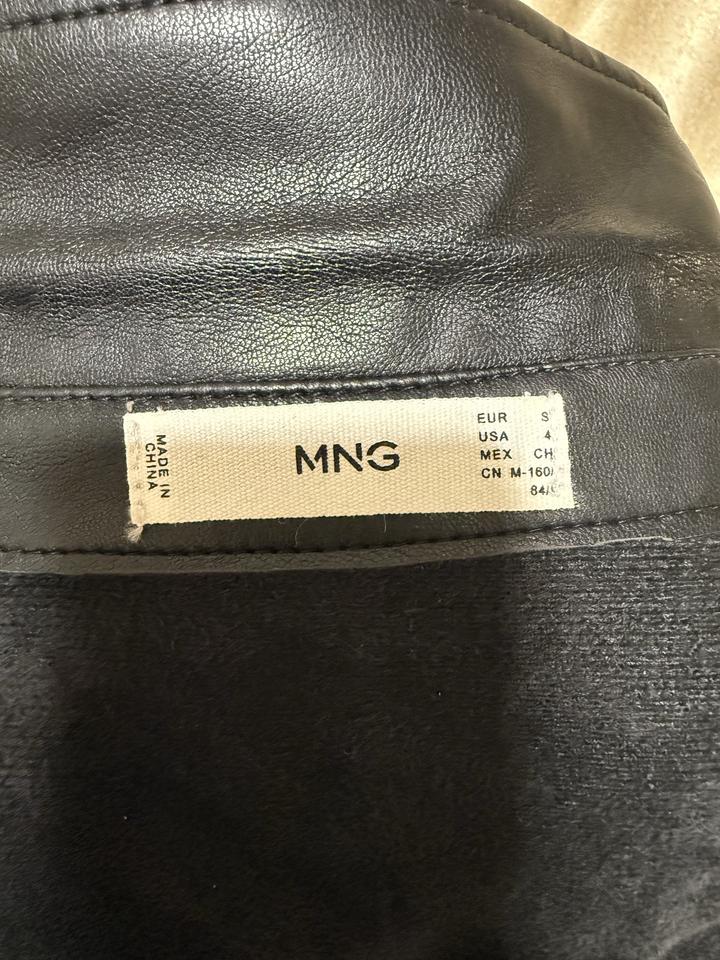 MADE IN
CHINA
MNG
EUR S
USA 4
MEX CH
CN M-160/
84/